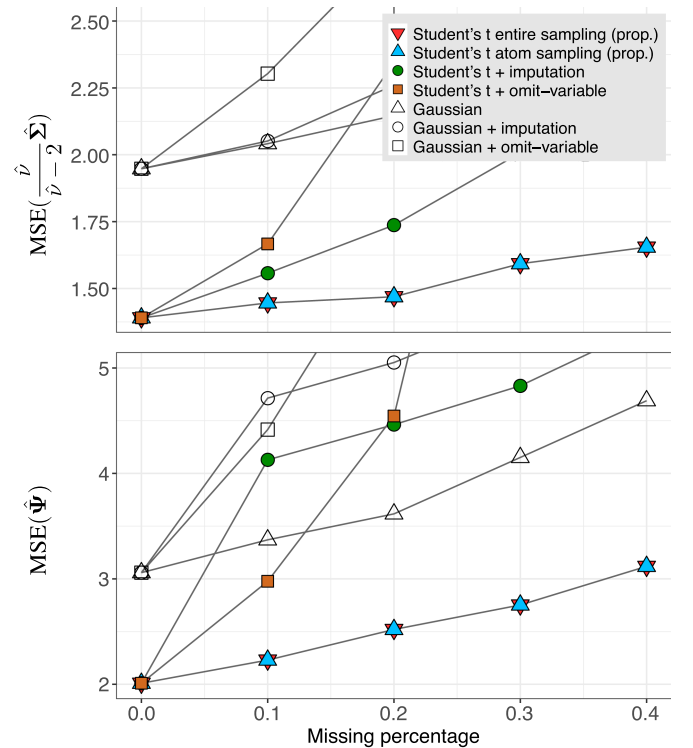 2.50
2.25
2.00
1.75
1.50
MSE(ν̂/(ν̂ − 2) Σ̂)
Student's t entire sampling (prop.)
Student's t atom sampling (prop.)
Student's t + imputation
Student's t + omit−variable
Gaussian
Gaussian + imputation
Gaussian + omit−variable
5
4
3
2
MSE(Ψ̂)
0.0 0.1 0.2 0.3 0.4
Missing percentage